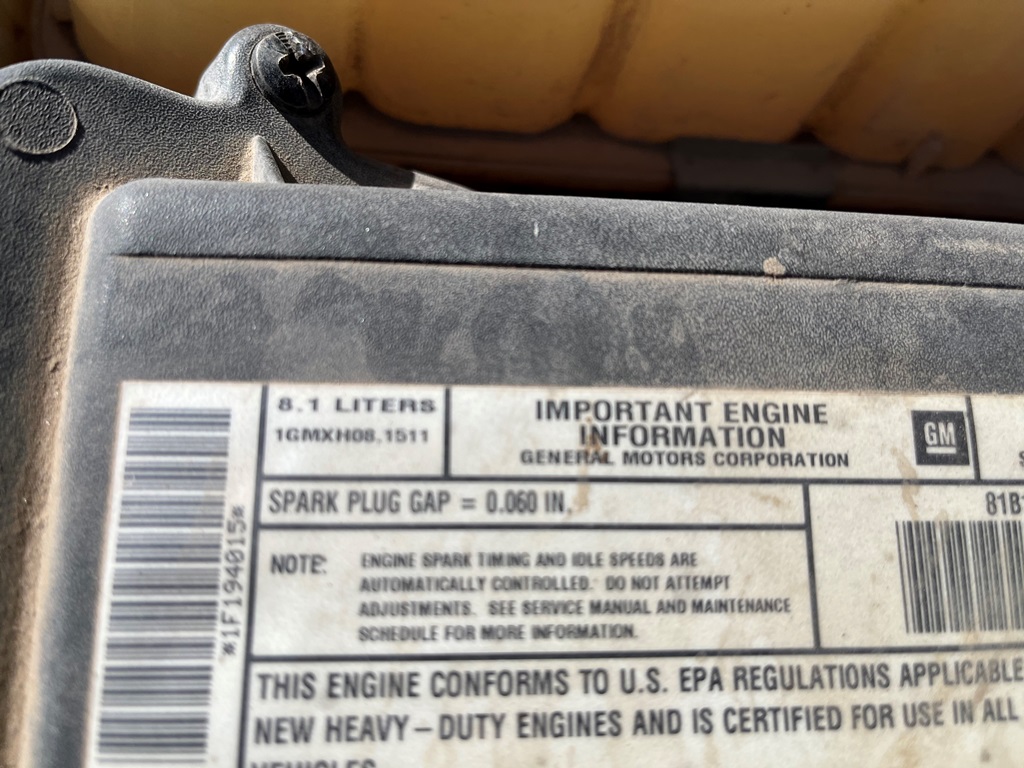 8.1 LITERS
1GMXH08.1511
IMPORTANT ENGINE
INFORMATION
GENERAL MOTORS CORPORATION
GM
SPARK PLUG GAP = 0.060 IN.
81B
NOTE: ENGINE SPARK TIMING AND IDLE SPEEDS ARE
AUTOMATICALLY CONTROLLED. DO NOT ATTEMPT
ADJUSTMENTS. SEE SERVICE MANUAL AND MAINTENANCE
SCHEDULE FOR MORE INFORMATION.
*1F194015*
THIS ENGINE CONFORMS TO U.S. EPA REGULATIONS APPLICABLE
NEW HEAVY-DUTY ENGINES AND IS CERTIFIED FOR USE IN ALL
VEHICLES